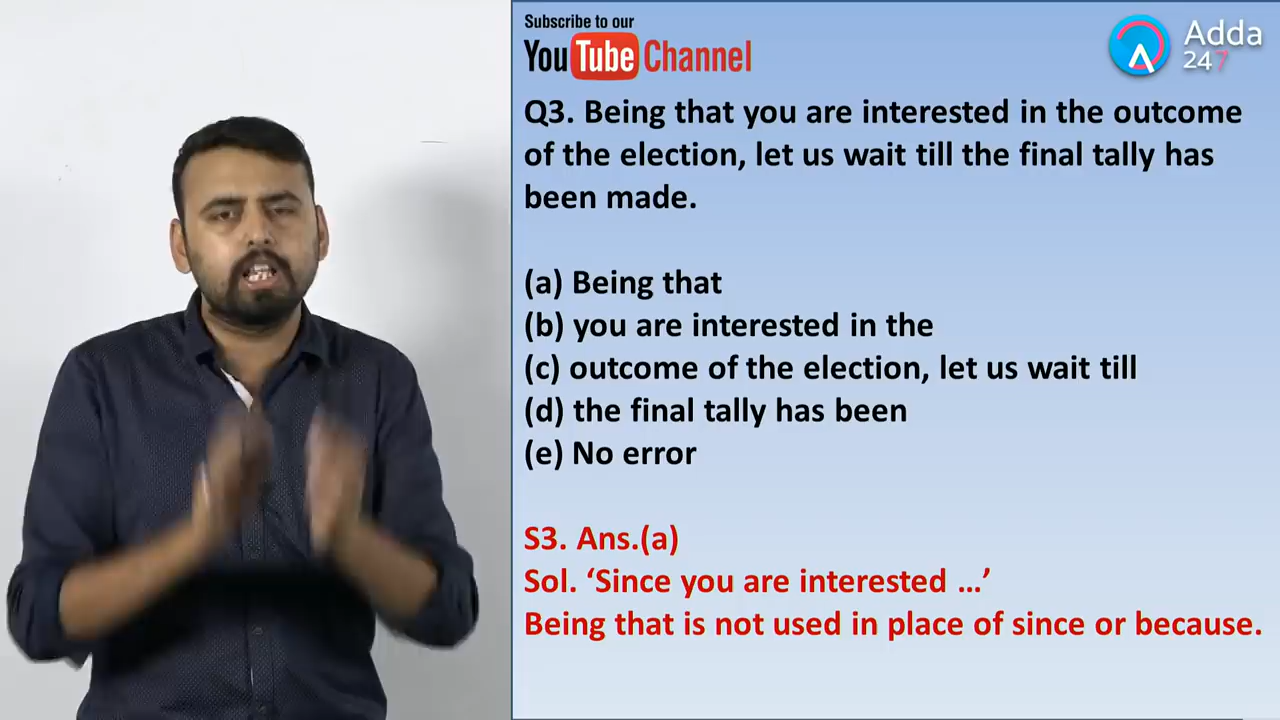 Subscribe to our
YouTube Channel
Adda
247
Q3. Being that you are interested in the outcome
of the election, let us wait till the final tally has
been made.
(a) Being that
(b) you are interested in the
(c) outcome of the election, let us wait till
(d) the final tally has been
(e) No error
S3. Ans.(a)
Sol. ‘Since you are interested ...’
Being that is not used in place of since or because.